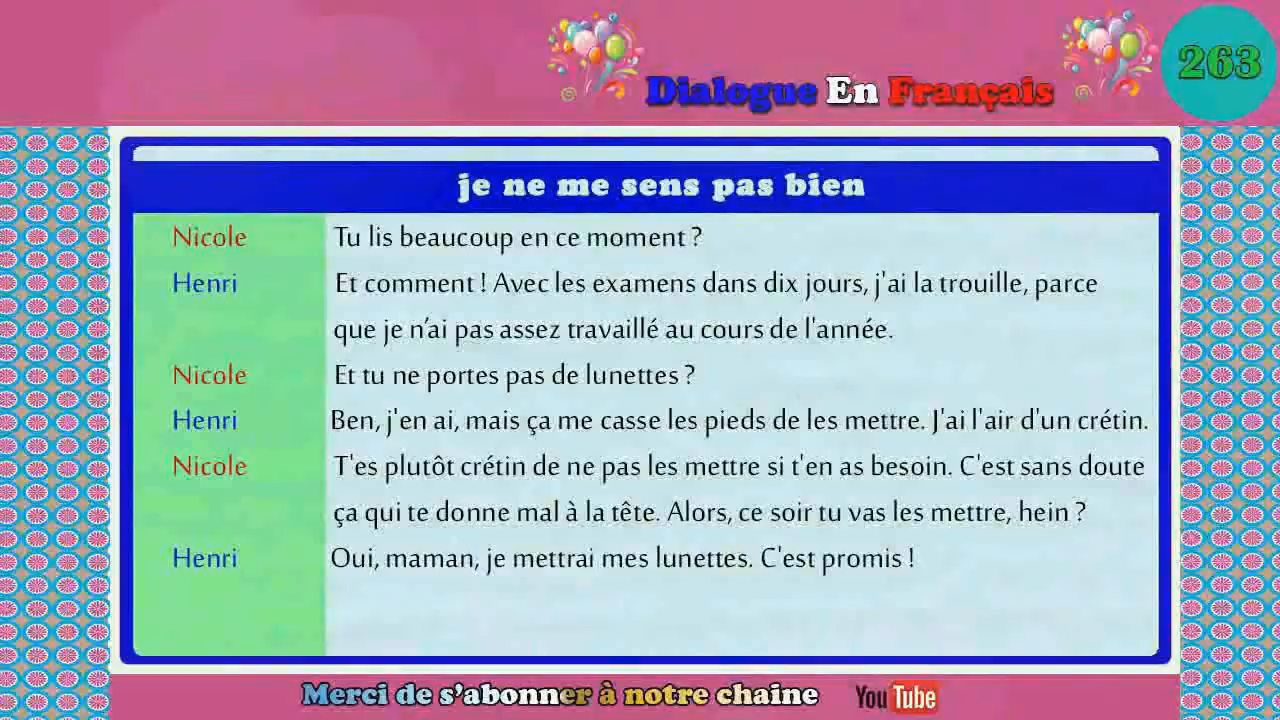 263
Dialogue En Français
je ne me sens pas bien
Nicole Tu lis beaucoup en ce moment ?
Henri Et comment ! Avec les examens dans dix jours, j'ai la trouille, parce
que je n’ai pas assez travaillé au cours de l'année.
Nicole Et tu ne portes pas de lunettes ?
Henri Ben, j'en ai, mais ça me casse les pieds de les mettre. J'ai l'air d'un crétin.
Nicole T'es plutôt crétin de ne pas les mettre si t'en as besoin. C'est sans doute
ça qui te donne mal à la tête. Alors, ce soir tu vas les mettre, hein ?
Henri Oui, maman, je mettrai mes lunettes. C'est promis !
Merci de s’abonner à notre chaine YouTube